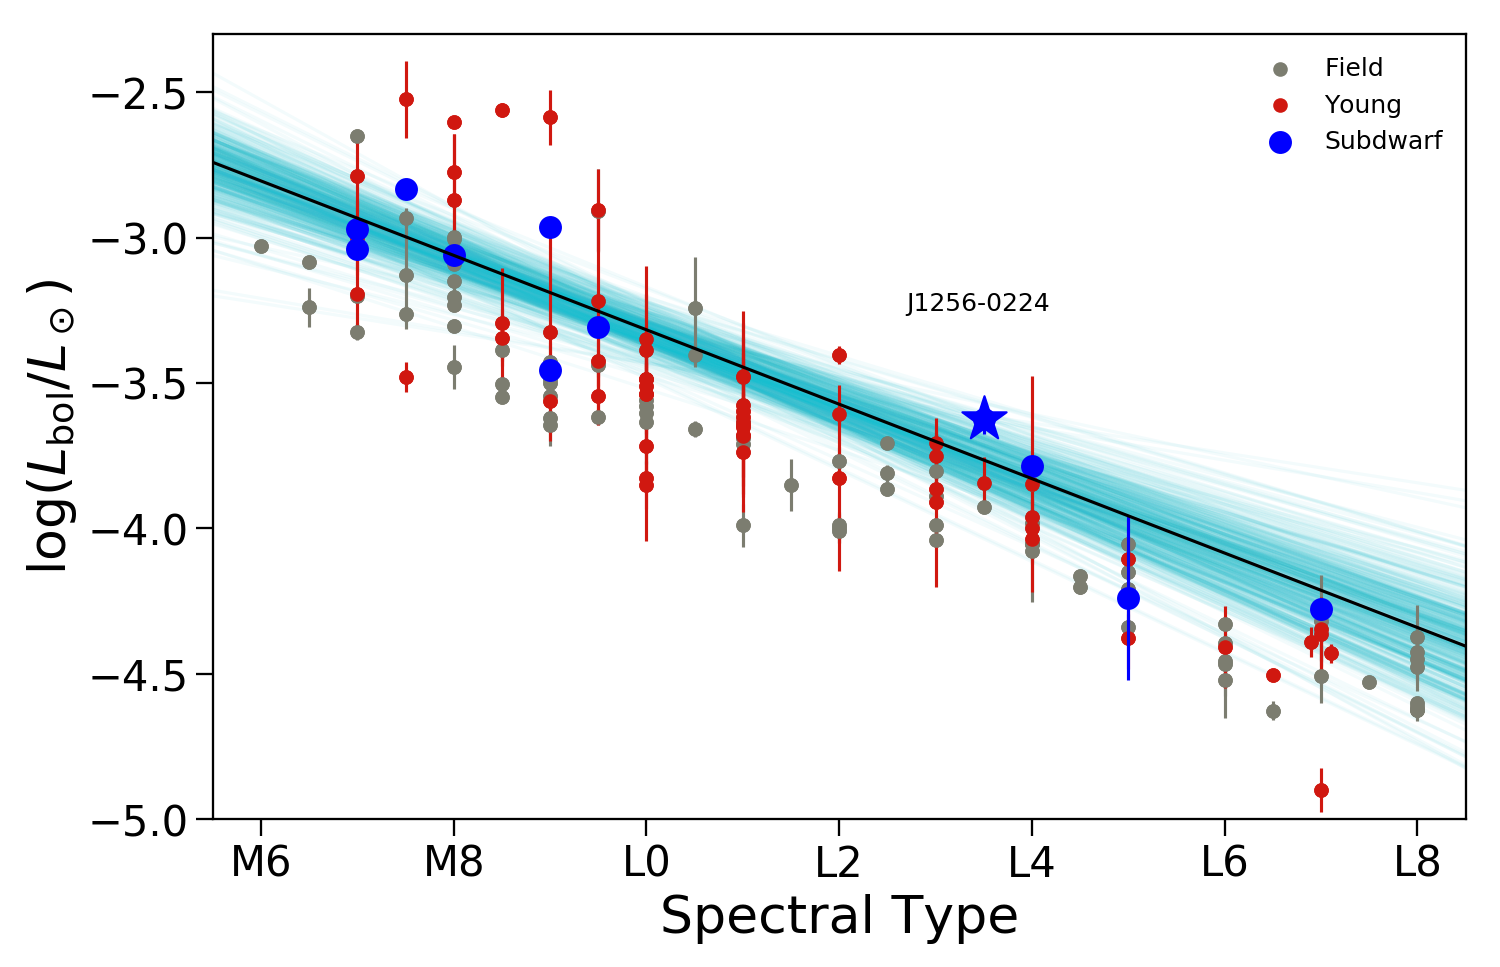 Field
Young
Subdwarf
J1256-0224
−2.5
−3.0
−3.5
−4.0
−4.5
−5.0
log(L_bol/L_⊙)
M6 M8 L0 L2 L4 L6 L8
Spectral Type